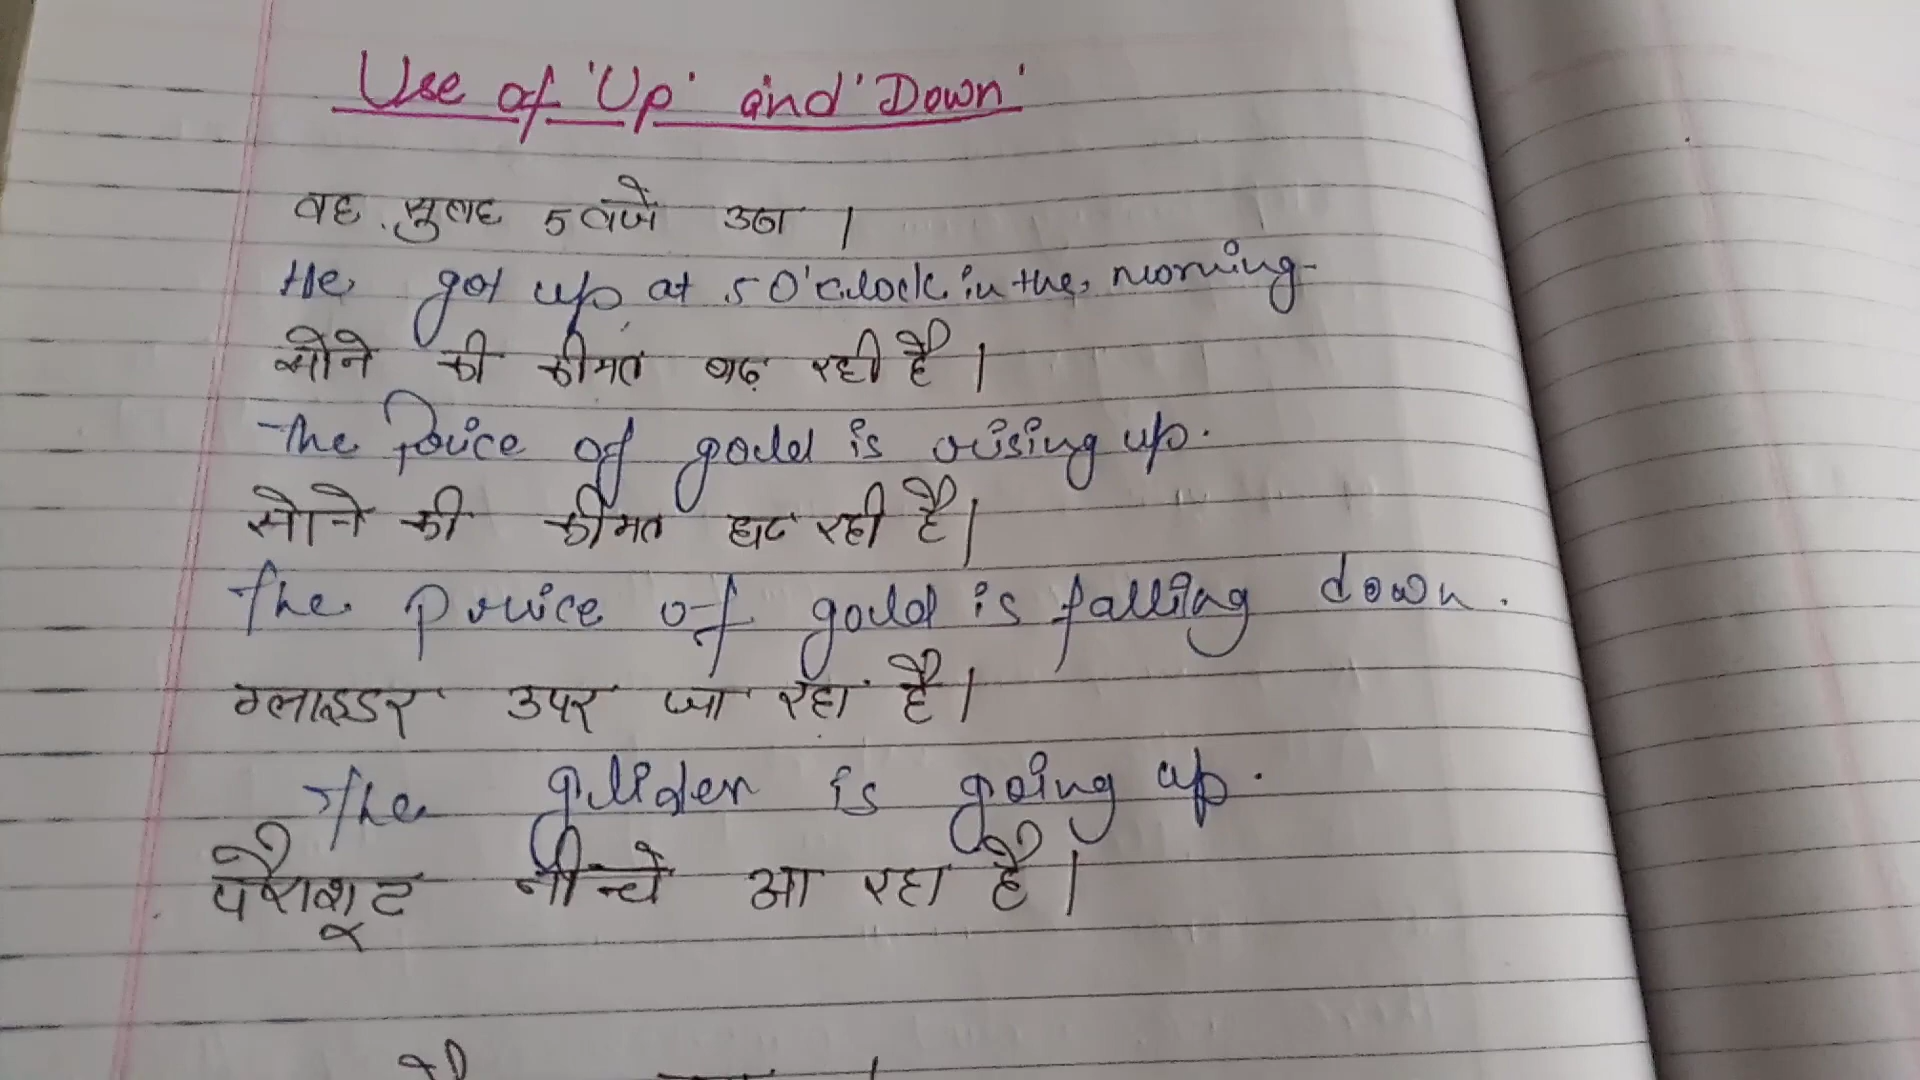 Use of 'Up' and 'Down'
वह सुबह 5 बजे उठा ।
He got up at 5 O'clock in the morning
सोने की कीमत बढ़ रही है ।
The Price of gold is rising up.
सोने की कीमत घट रही है ।
The price of gold is falling down.
ग्लाइडर उपर जा रहा है ।
The glider is going up.
पैराशूट नीचे आ रहा है ।